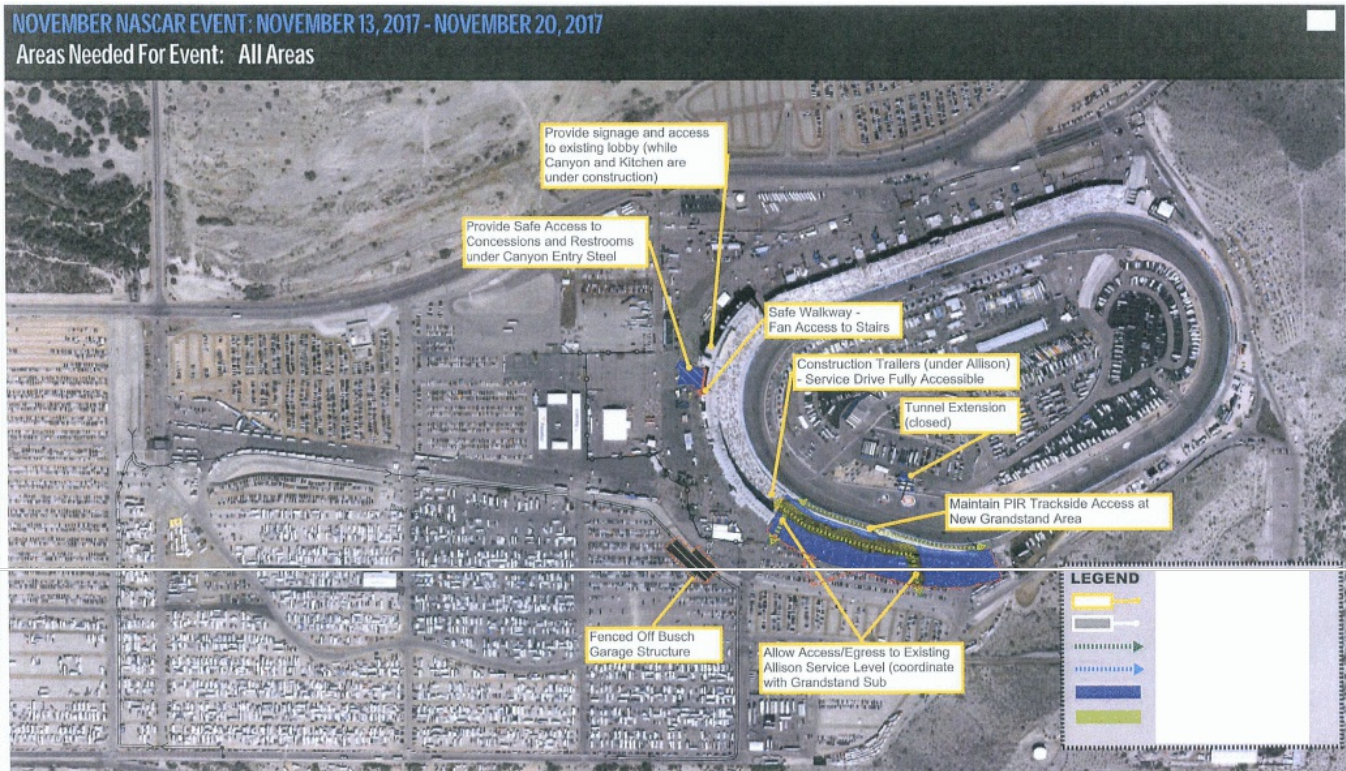 NOVEMBER NASCAR EVENT: NOVEMBER 13, 2017 - NOVEMBER 20, 2017
Areas Needed For Event: All Areas
Provide signage and access
to existing lobby (while
Canyon and Kitchen are
under construction)
Provide Safe Access to
Concessions and Restrooms
under Canyon Entry Steel
Safe Walkway -
Fan Access to Stairs
Construction Trailers (under Allison)
- Service Drive Fully Accessible
Tunnel Extension
(closed)
Maintain PIR Trackside Access at
New Grandstand Area
Fenced Off Busch
Garage Structure
Allow Access/Egress to Existing
Allison Service Level (coordinate
with Grandstand Sub
LEGEND